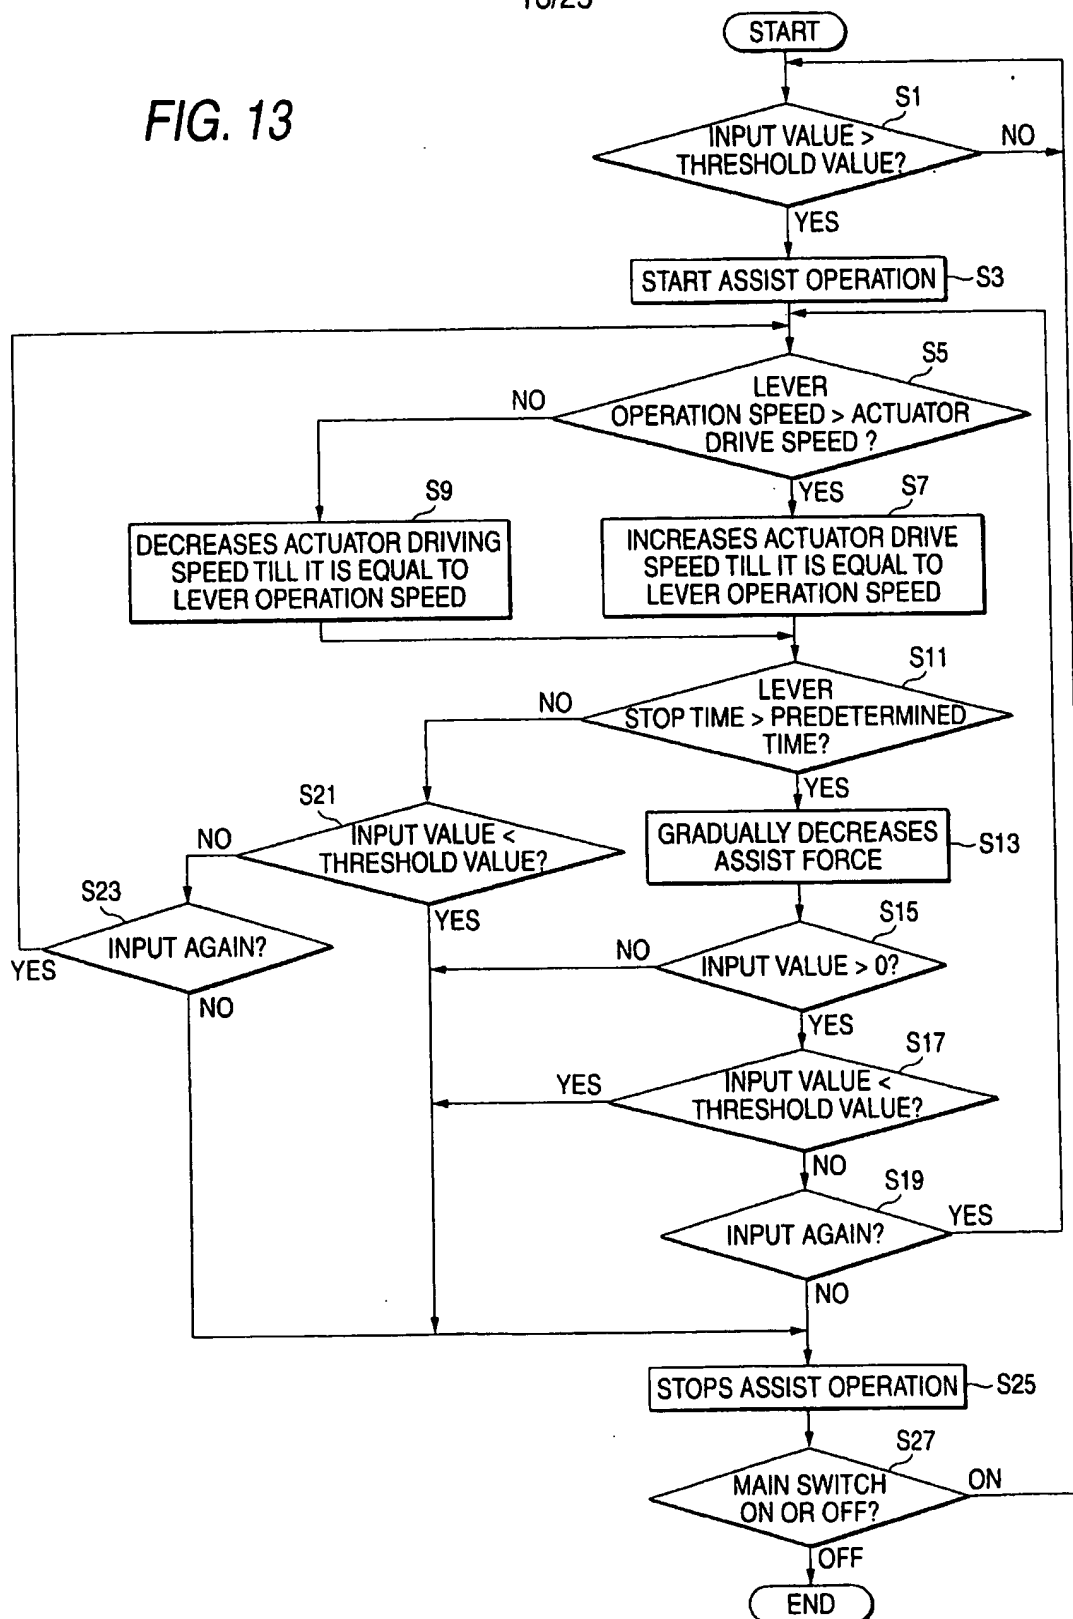 START
FIG. 13
S1
INPUT VALUE >
THRESHOLD VALUE?
NO
YES
START ASSIST OPERATION
S3
S5
NO
LEVER
OPERATION SPEED > ACTUATOR
DRIVE SPEED ?
YES
S9
S7
DECREASES ACTUATOR DRIVING
SPEED TILL IT IS EQUAL TO
LEVER OPERATION SPEED
INCREASES ACTUATOR DRIVE
SPEED TILL IT IS EQUAL TO
LEVER OPERATION SPEED
S11
NO
LEVER
STOP TIME > PREDETERMINED
TIME?
YES
S21
NO
INPUT VALUE <
THRESHOLD VALUE?
YES
GRADUALLY DECREASES
ASSIST FORCE
S13
S23
INPUT AGAIN?
YES
NO
S15
NO
INPUT VALUE > 0?
YES
S17
YES
INPUT VALUE <
THRESHOLD VALUE?
NO
S19
INPUT AGAIN?
YES
NO
STOPS ASSIST OPERATION
S25
S27
MAIN SWITCH
ON OR OFF?
ON
OFF
END